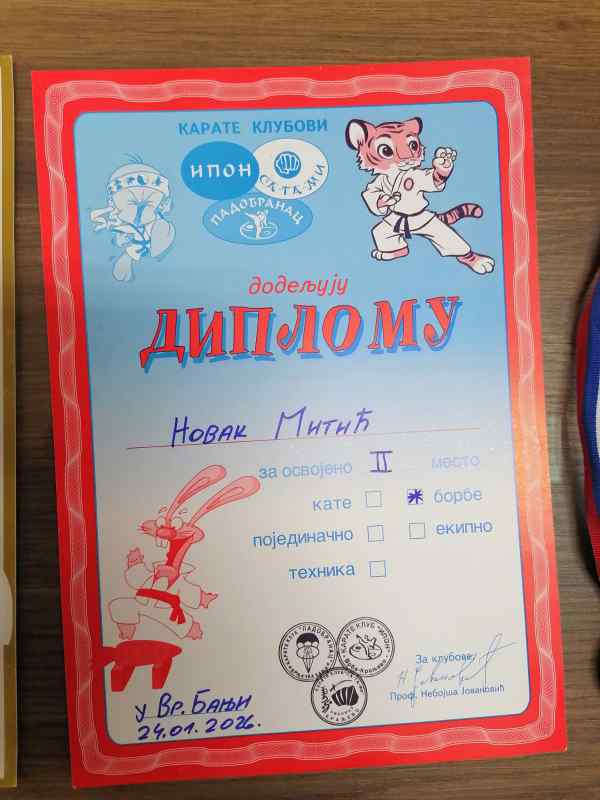 КАРАТЕ КЛУБОВИ
ИПОН
САТАМИ
ПАДОБРАНАЦ
додељују
ДИПЛОМУ
Новак Митић
за освојено II место
кате борбе
појединачно екипно
техника
За клубове
Проф. Небојша Јовановић
у Вр. Бањи
24.01.2026.